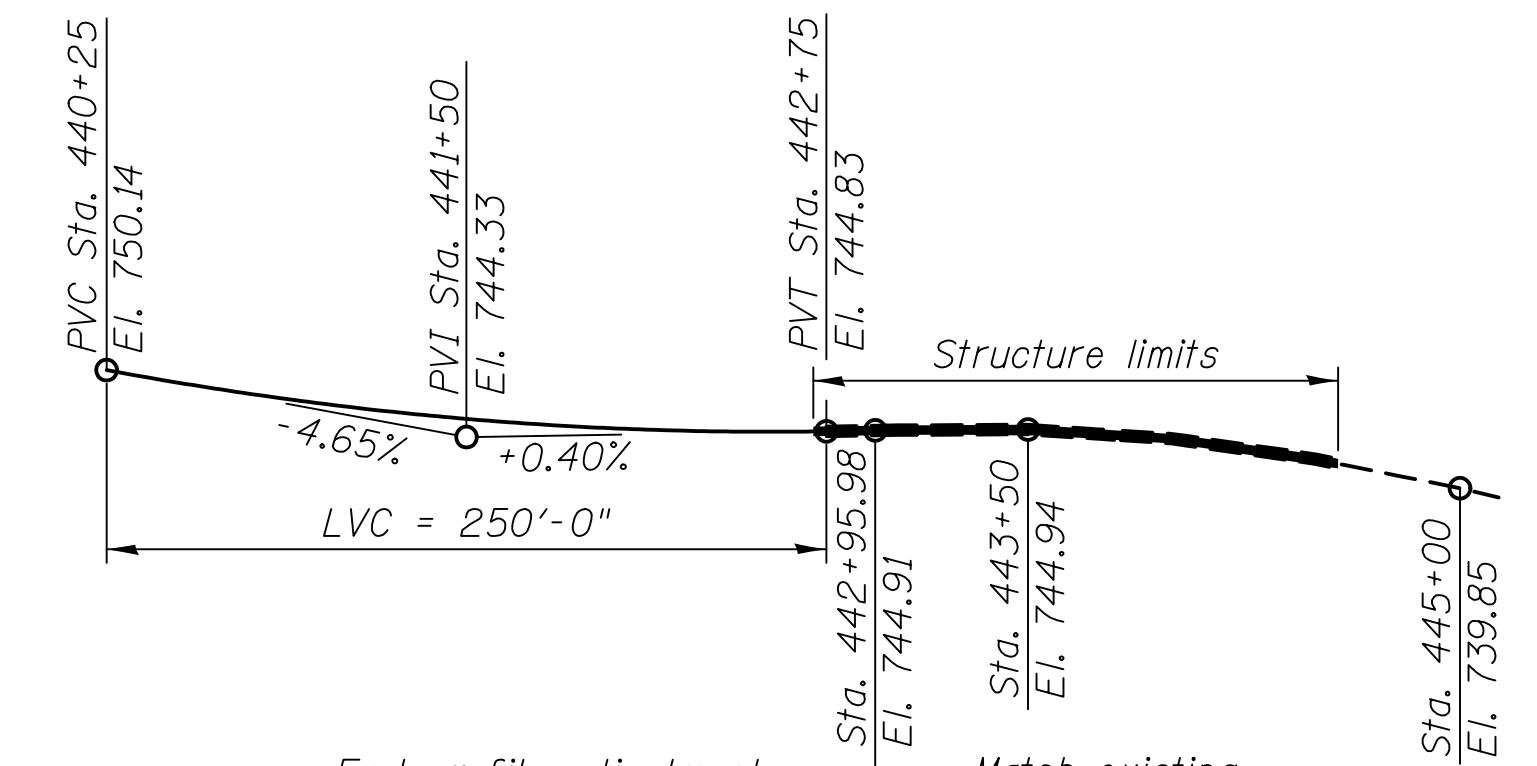 PVC Sta. 440+25
El. 750.14
PVI Sta. 441+50
El. 744.33
PVT Sta. 442+75
El. 744.83
Structure limits
-4.65%
+0.40%
LVC = 250'-0"
Sta. 442+95.98
El. 744.91
Sta. 443+50
El. 744.94
Sta. 445+00
El. 739.85
Match existing